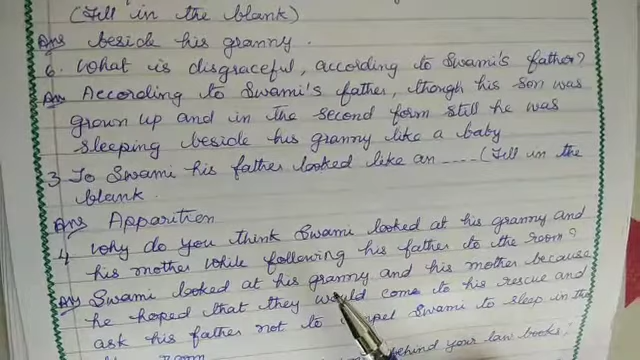 (Fill in the blank)
Ans beside his granny.
6. What is disgraceful, according to Swami's father?
Ans According to Swami's father, though his son was
grown up and in the second form still he was
sleeping beside his granny like a baby
3 To Swami his father looked like an ---- (Fill in the
blank.
Ans Apparition
4 Why do you think Swami looked at his granny and
his mother while following his father to the room?
Ans Swami looked at his granny and his mother because
he hoped that they would come to his rescue and
ask his father not to compel Swami to sleep in the
room
behind your law books!